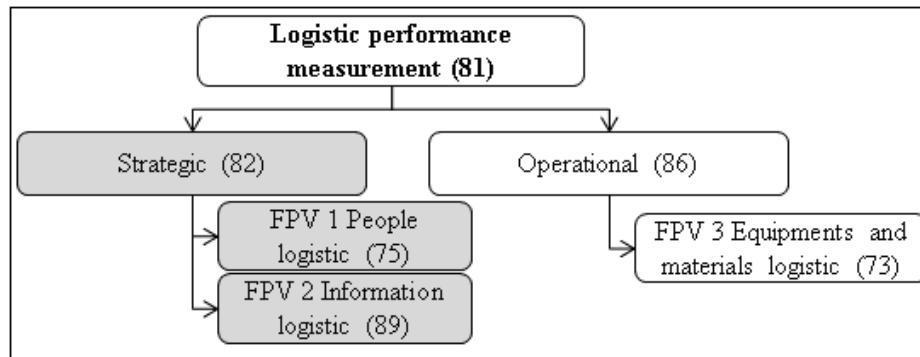 Logistic performance
measurement (81)
Strategic (82)
Operational (86)
FPV 1 People
logistic (75)
FPV 2 Information
logistic (89)
FPV 3 Equipments and
materials logistic (73)